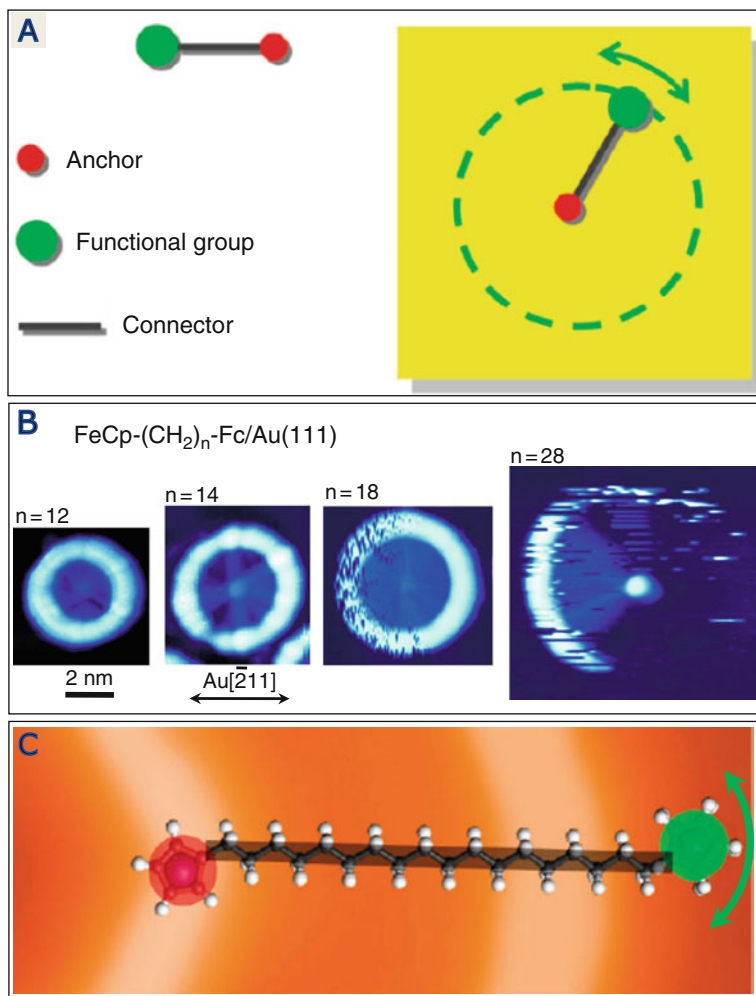 A
Anchor
Functional group
Connector
B
FeCp-(CH₂)ₙ-Fc/Au(111)
n=12
n=14
n=18
n=28
2 nm
Au[2̄11]
C